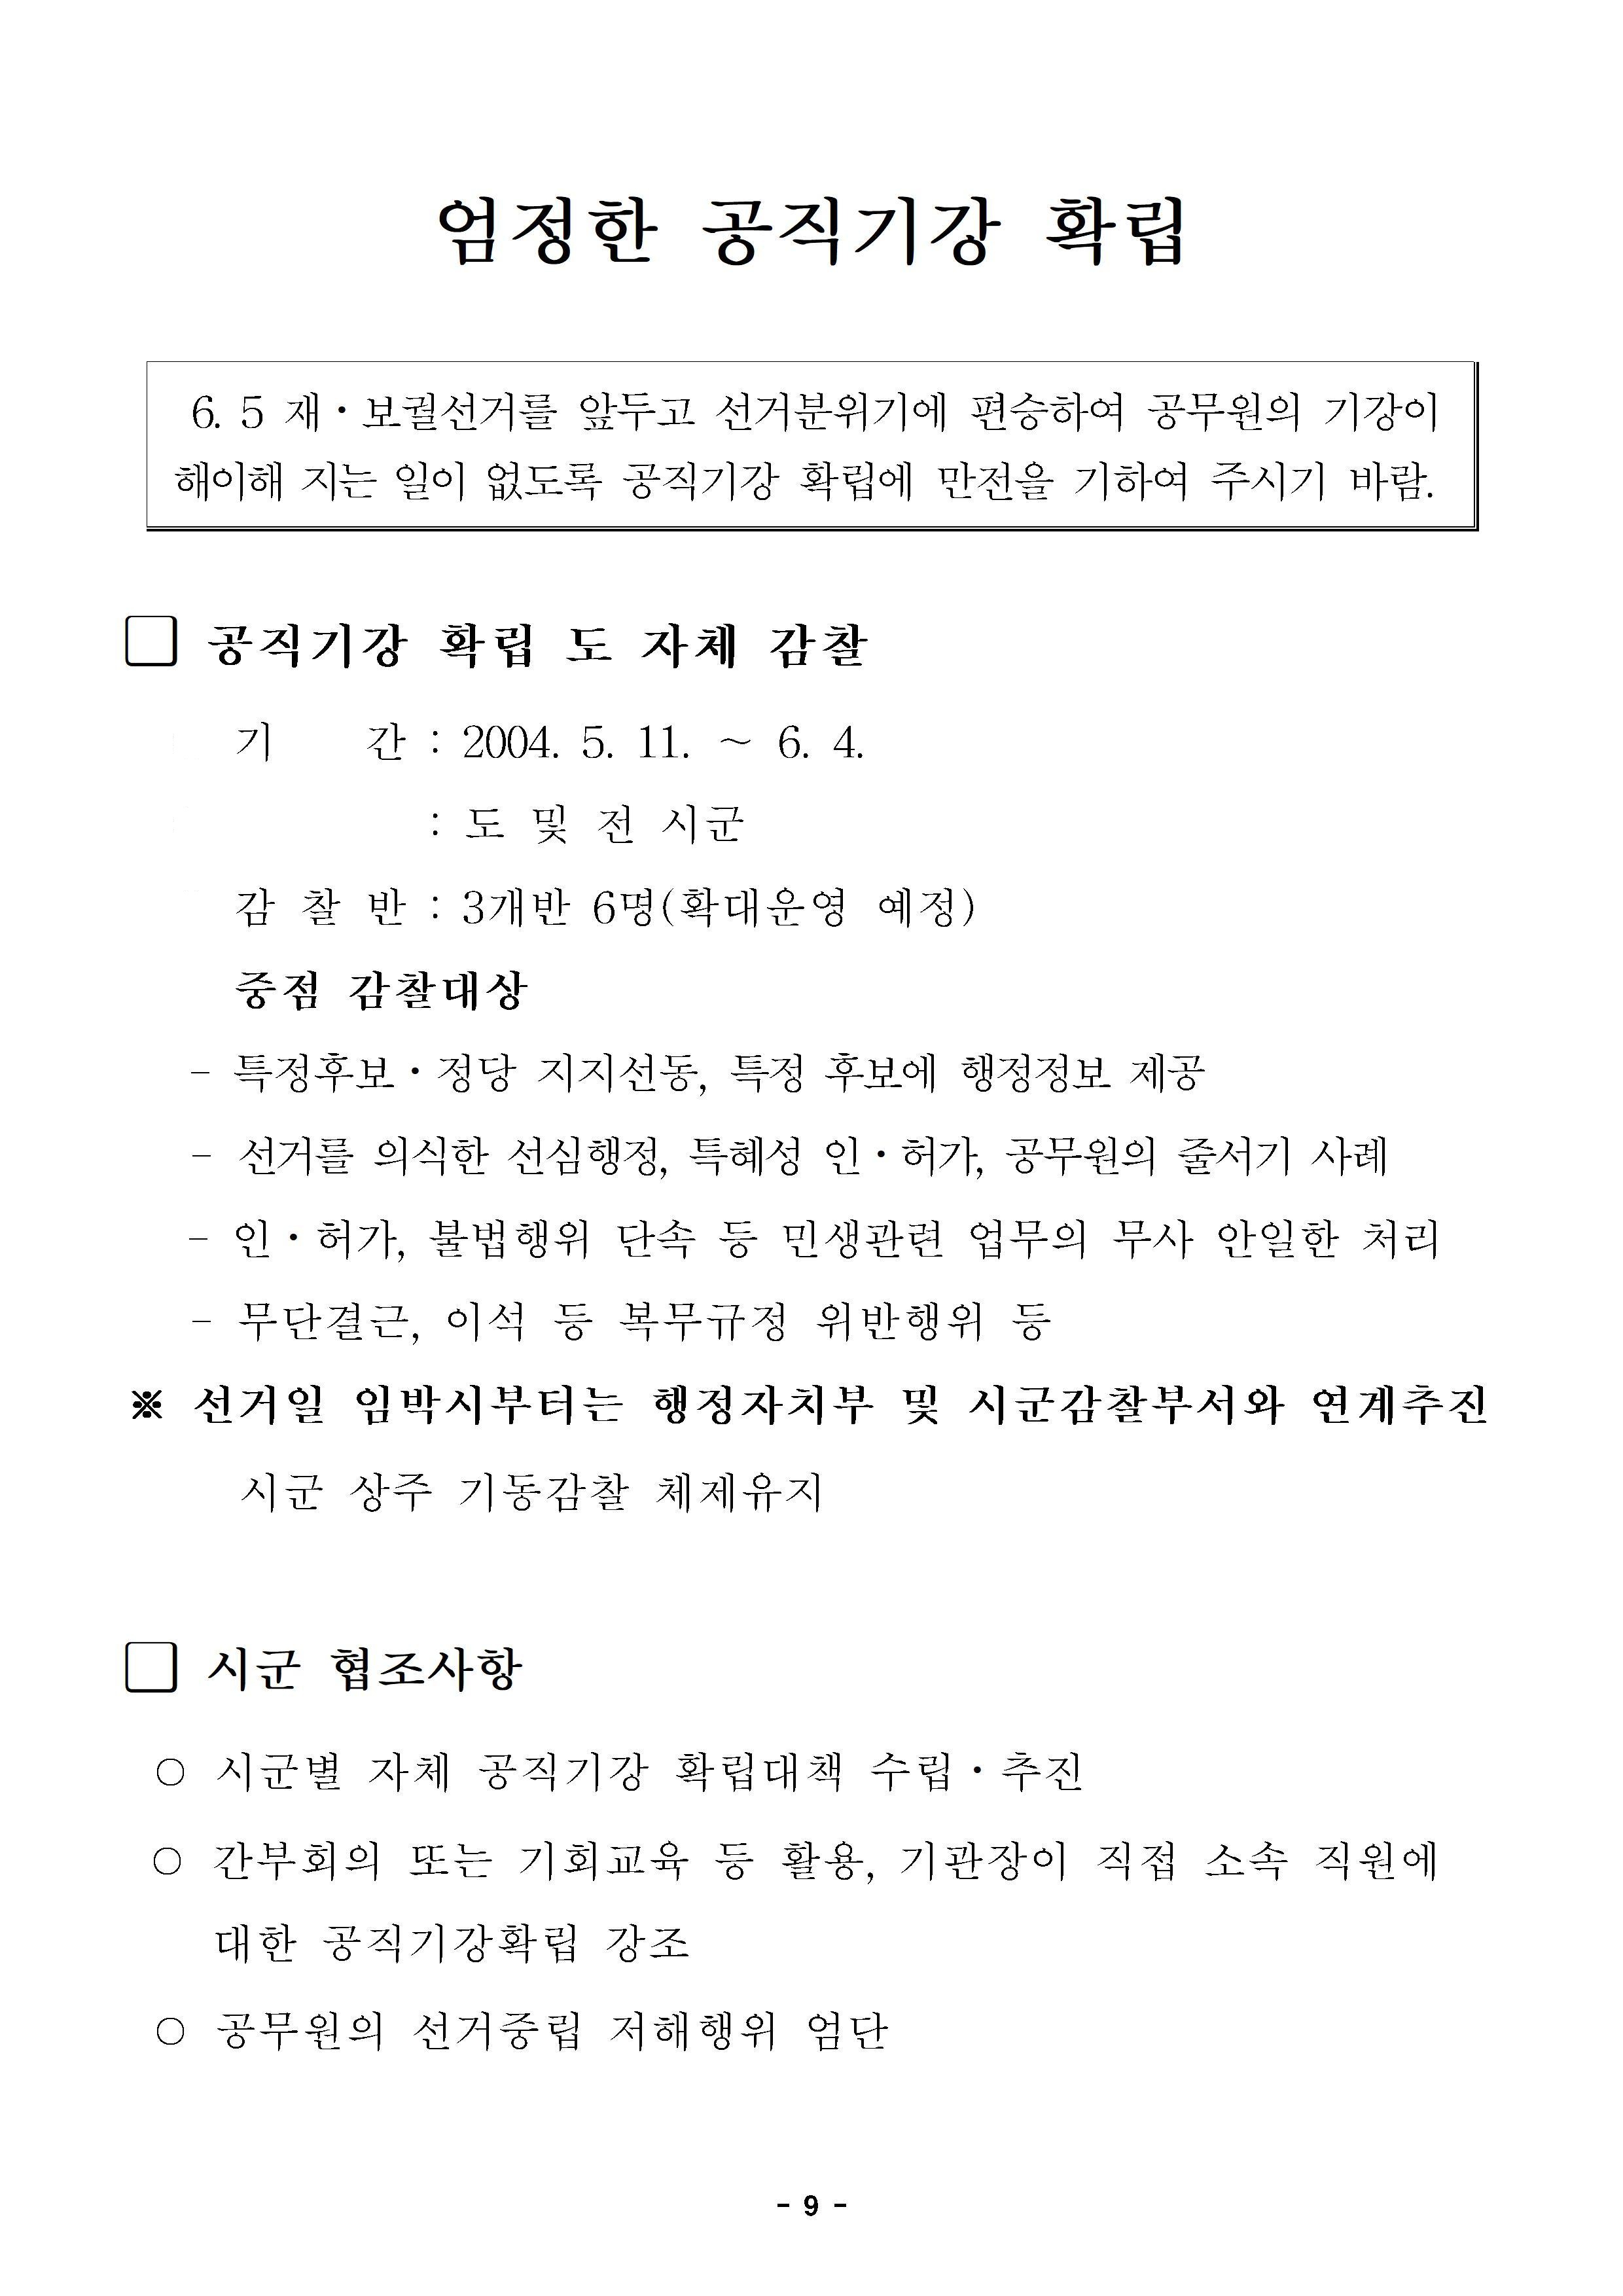 엄정한 공직기강 확립
6. 5 재·보궐선거를 앞두고 선거분위기에 편승하여 공무원의 기강이
해이해 지는 일이 없도록 공직기강 확립에 만전을 기하여 주시기 바람.
□ 공직기강 확립 도 자체 감찰
기 간 : 2004. 5. 11. ~ 6. 4.
: 도 및 전 시군
감 찰 반 : 3개반 6명(확대운영 예정)
중점 감찰대상
- 특정후보·정당 지지선동, 특정 후보에 행정정보 제공
- 선거를 의식한 선심행정, 특혜성 인·허가, 공무원의 줄서기 사례
- 인·허가, 불법행위 단속 등 민생관련 업무의 무사 안일한 처리
- 무단결근, 이석 등 복무규정 위반행위 등
※ 선거일 임박시부터는 행정자치부 및 시군감찰부서와 연계추진
시군 상주 기동감찰 체제유지
□ 시군 협조사항
○ 시군별 자체 공직기강 확립대책 수립·추진
○ 간부회의 또는 기회교육 등 활용, 기관장이 직접 소속 직원에
대한 공직기강확립 강조
○ 공무원의 선거중립 저해행위 엄단
- 9 -